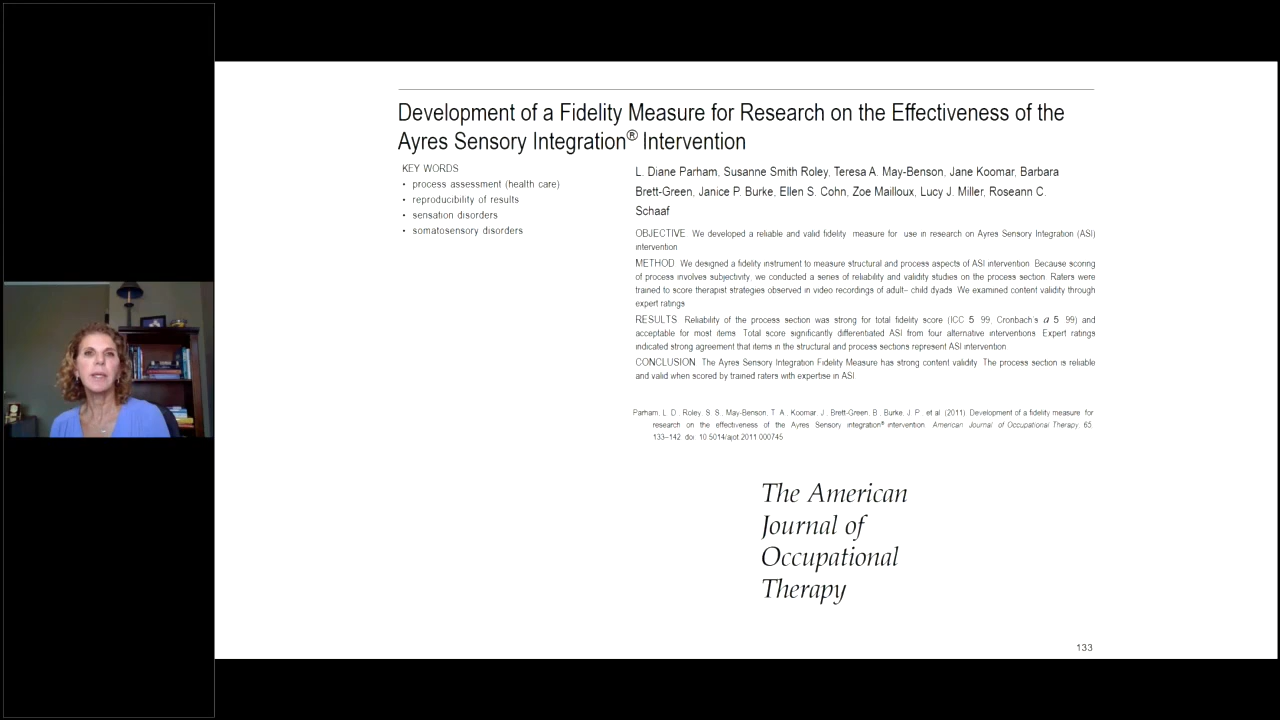 Development of a Fidelity Measure for Research on the Effectiveness of the
Ayres Sensory Integration® Intervention
KEY WORDS
• process assessment (health care)
• reproducibility of results
• sensation disorders
• somatosensory disorders
L. Diane Parham, Susanne Smith Roley, Teresa A. May-Benson, Jane Koomar, Barbara
Brett-Green, Janice P. Burke, Ellen S. Cohn, Zoe Mailloux, Lucy J. Miller, Roseann C.
Schaaf
OBJECTIVE We developed a reliable and valid fidelity measure for use in research on Ayres Sensory Integration (ASI)
intervention
METHOD We designed a fidelity instrument to measure structural and process aspects of ASI intervention Because scoring
of process involves subjectivity, we conducted a series of reliability and validity studies on the process section Raters were
trained to score therapist strategies observed in video recordings of adult– child dyads We examined content validity through
expert ratings
RESULTS Reliability of the process section was strong for total fidelity score (ICC 5 .99, Cronbach's a 5 .99) and
acceptable for most items Total score significantly differentiated ASI from four alternative interventions Expert ratings
indicated strong agreement that items in the structural and process sections represent ASI intervention
CONCLUSION The Ayres Sensory Integration Fidelity Measure has strong content validity The process section is reliable
and valid when scored by trained raters with expertise in ASI
Parham, L. D., Roley, S. S., May-Benson, T. A., Koomar, J., Brett-Green, B., Burke, J. P., et al. (2011) Development of a fidelity measure for
research on the effectiveness of the Ayres Sensory integration® intervention American Journal of Occupational Therapy, 65,
133–142. doi: 10.5014/ajot.2011.000745
The American
Journal of
Occupational
Therapy
133